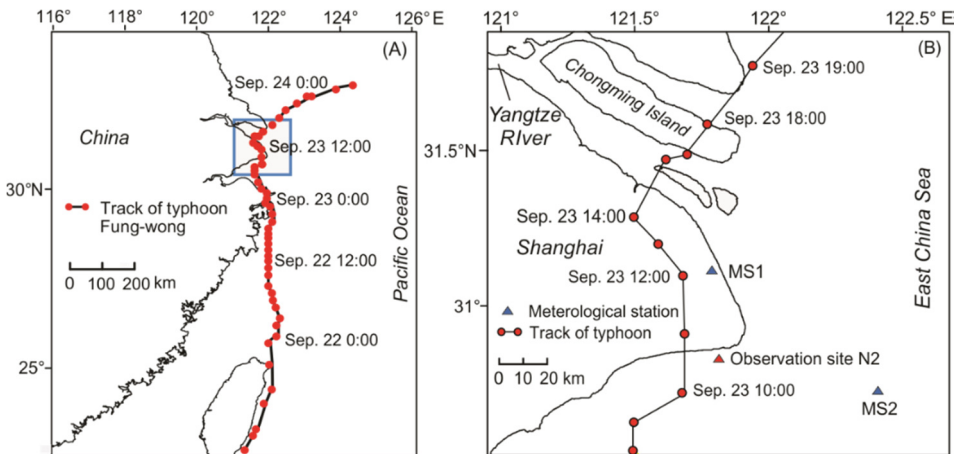 116° 118° 120° 122° 124° 126° E
(A)
Sep. 24 0:00
China
Sep. 23 12:00
30°N
Track of typhoon
Fung-wong
Sep. 23 0:00
0 100 200 km
Sep. 22 12:00
Pacific Ocean
Sep. 22 0:00
25°
121° 121.5° 122° 122.5° E
(B)
Sep. 23 19:00
Chongming Island
Yangtze
RIver
Sep. 23 18:00
31.5°
Sep. 23 14:00
Shanghai
Sep. 23 12:00
MS1
East China Sea
31°
Meterological station
Track of typhoon
0 10 20 km
Observation site N2
Sep. 23 10:00
MS2